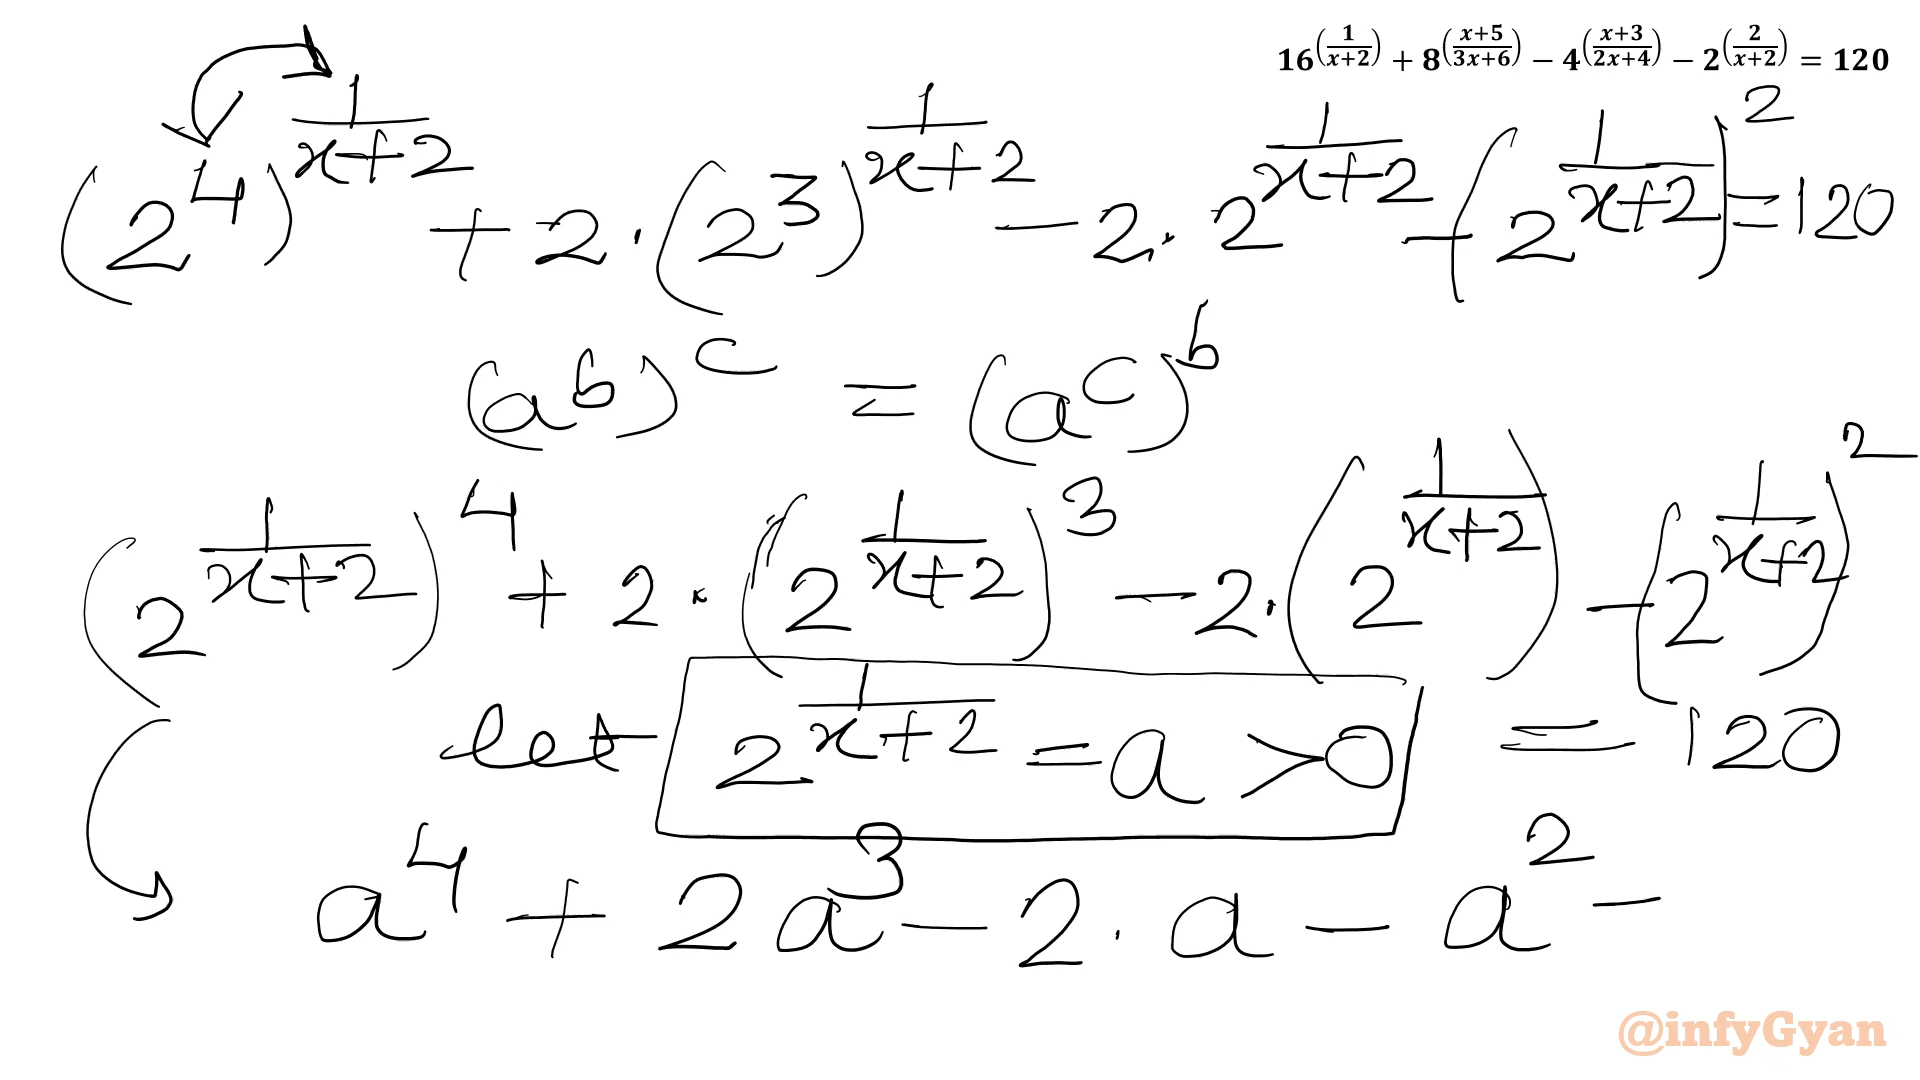 16^(1/(x+2)) + 8^((x+5)/(3x+6)) − 4^((x+3)/(2x+4)) − 2^(2/(x+2)) = 120
(2^4)^(1/(x+2)) + 2·(2^3)^(1/(x+2)) − 2·2^(1/(x+2)) − (2^(1/(x+2)))^2 = 120
(a^b)^c = (a^c)^b
(2^(1/(x+2)))^4 + 2·(2^(1/(x+2)))^3 − 2·(2^(1/(x+2))) − (2^(1/(x+2)))^2
let 2^(1/(x+2)) = a > 0 = 120
a^4 + 2a^3 − 2·a − a^2 −
@infyGyan